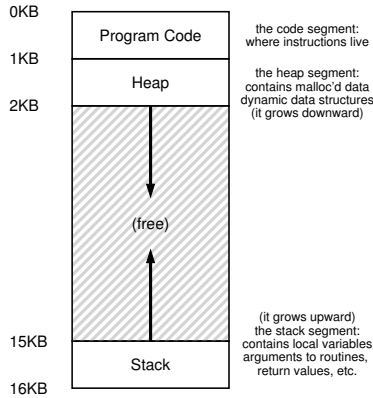 0KB
Program Code
the code segment:
where instructions live
1KB
Heap
the heap segment:
contains malloc'd data
dynamic data structures
(it grows downward)
2KB
(free)
(it grows upward)
the stack segment:
contains local variables
arguments to routines,
return values, etc.
15KB
Stack
16KB